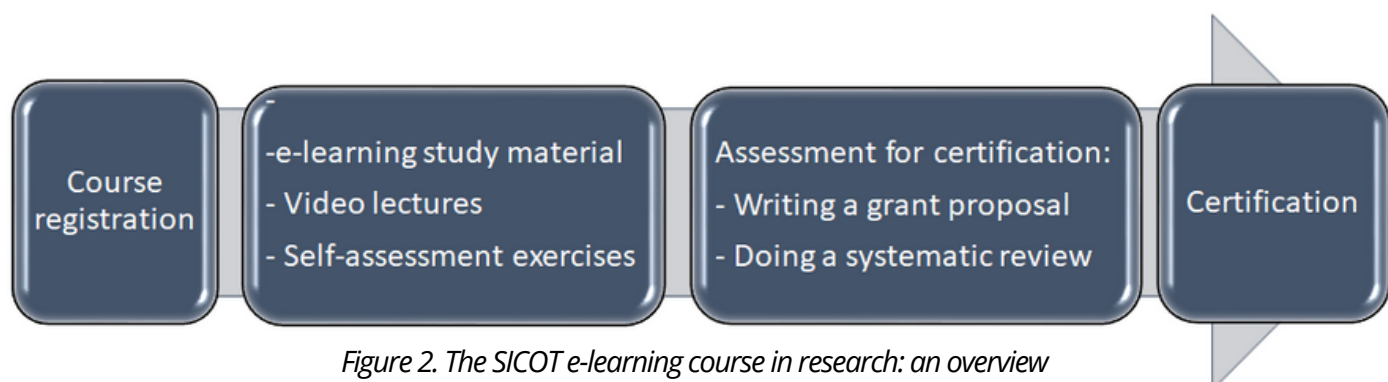 Course
registration
-
-e-learning study material
- Video lectures
- Self-assessment exercises
Assessment for certification:
- Writing a grant proposal
- Doing a systematic review
Certification
Figure 2. The SICOT e-learning course in research: an overview